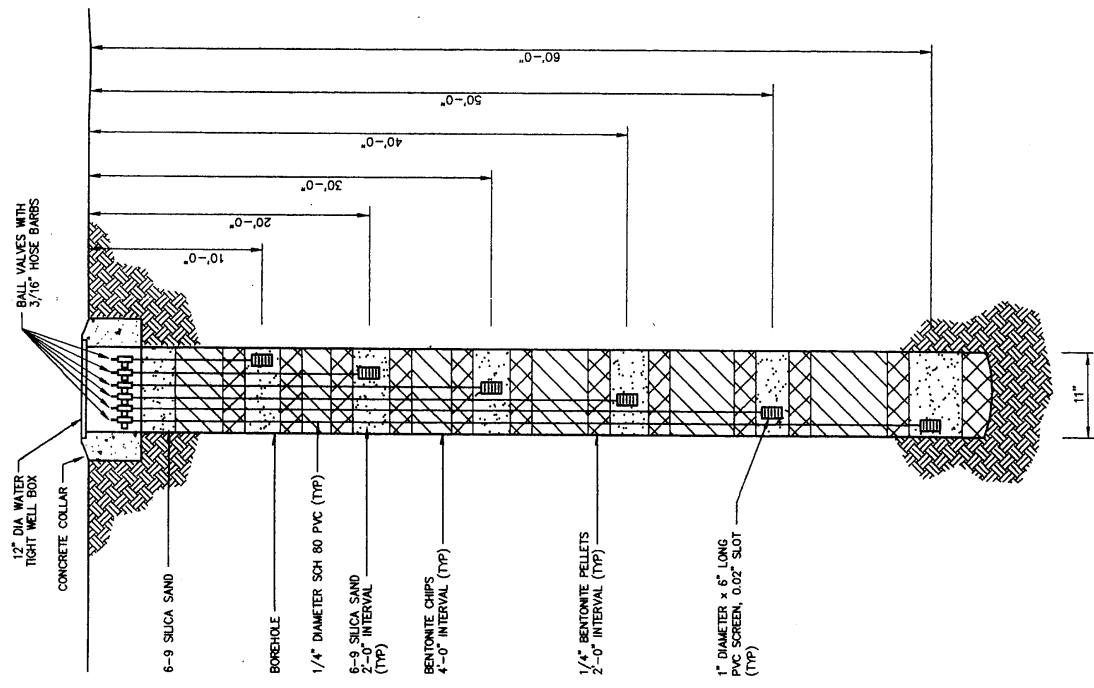 12" DIA WATER
TIGHT WELL BOX
CONCRETE COLLAR
6-9 SILICA SAND
BOREHOLE
1/4" DIAMETER SCH 80 PVC (TYP)
6-9 SILICA SAND
2'-0" INTERVAL
(TYP)
BENTONITE CHIPS
4'-0" INTERVAL (TYP)
1/4" BENTONITE PELLETS
2'-0" INTERVAL (TYP)
1" DIAMETER x 6" LONG
PVC SCREEN, 0.02" SLOT
(TYP)
BALL VALVES WITH
3/16" HOSE BARBS
10'-0"
20'-0"
30'-0"
40'-0"
50'-0"
60'-0"
11"